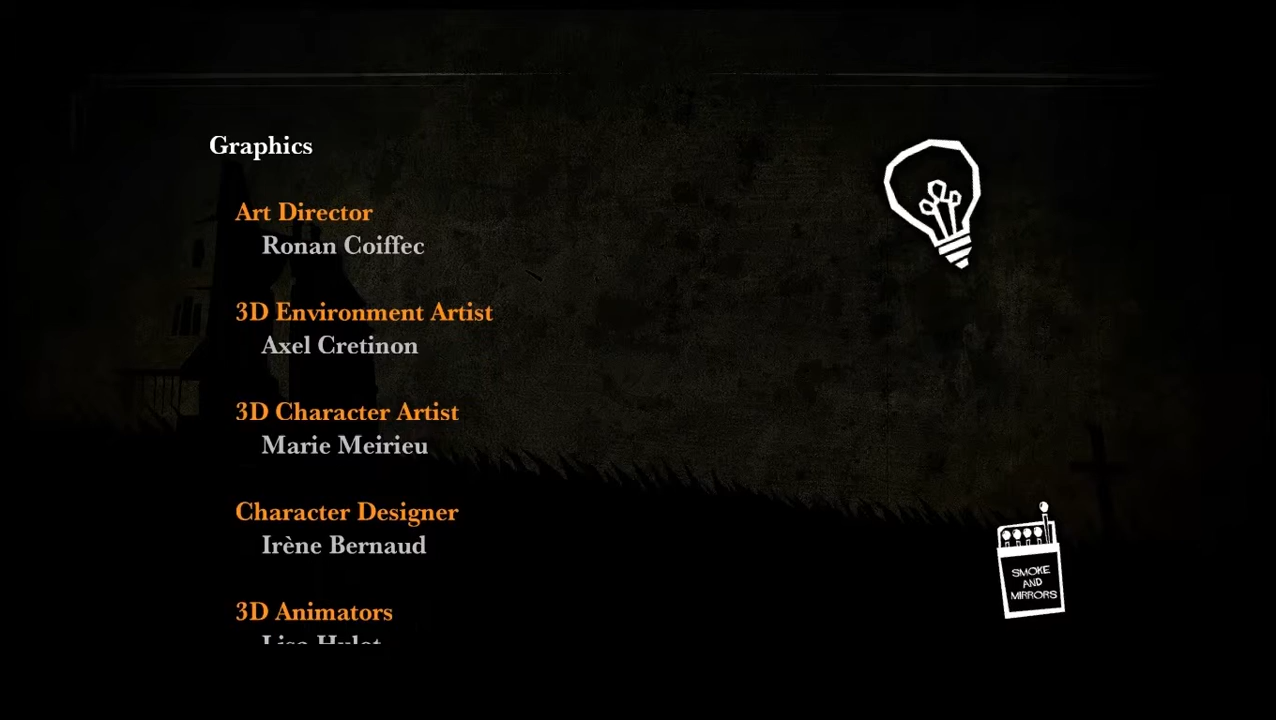 Graphics
Art Director
Ronan Coiffec
3D Environment Artist
Axel Cretinon
3D Character Artist
Marie Meirieu
Character Designer
Irène Bernaud
3D Animators
SMOKE
AND
MIRRORS